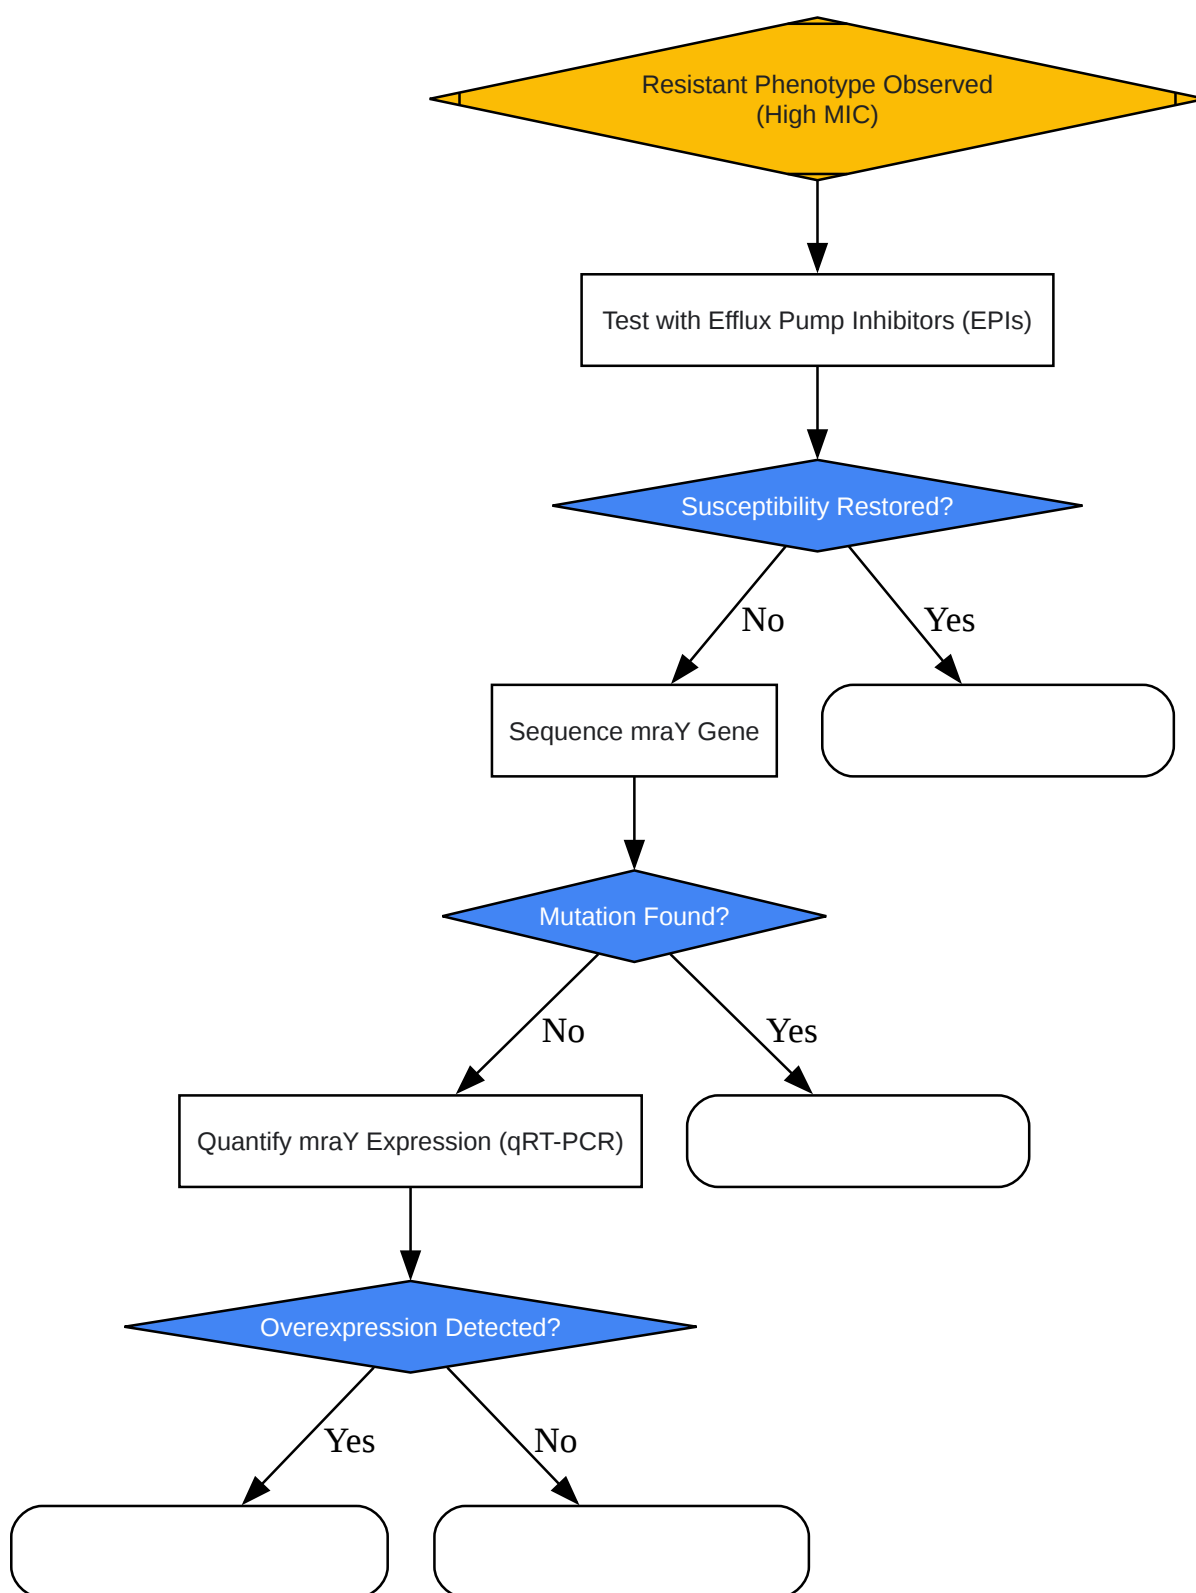 Resistant Phenotype Observed
(High MIC)
Test with Efflux Pump Inhibitors (EPIs)
Susceptibility Restored?
No
Yes
Sequence mraY Gene
Mutation Found?
No
Yes
Quantify mraY Expression (qRT-PCR)
Overexpression Detected?
Yes
No